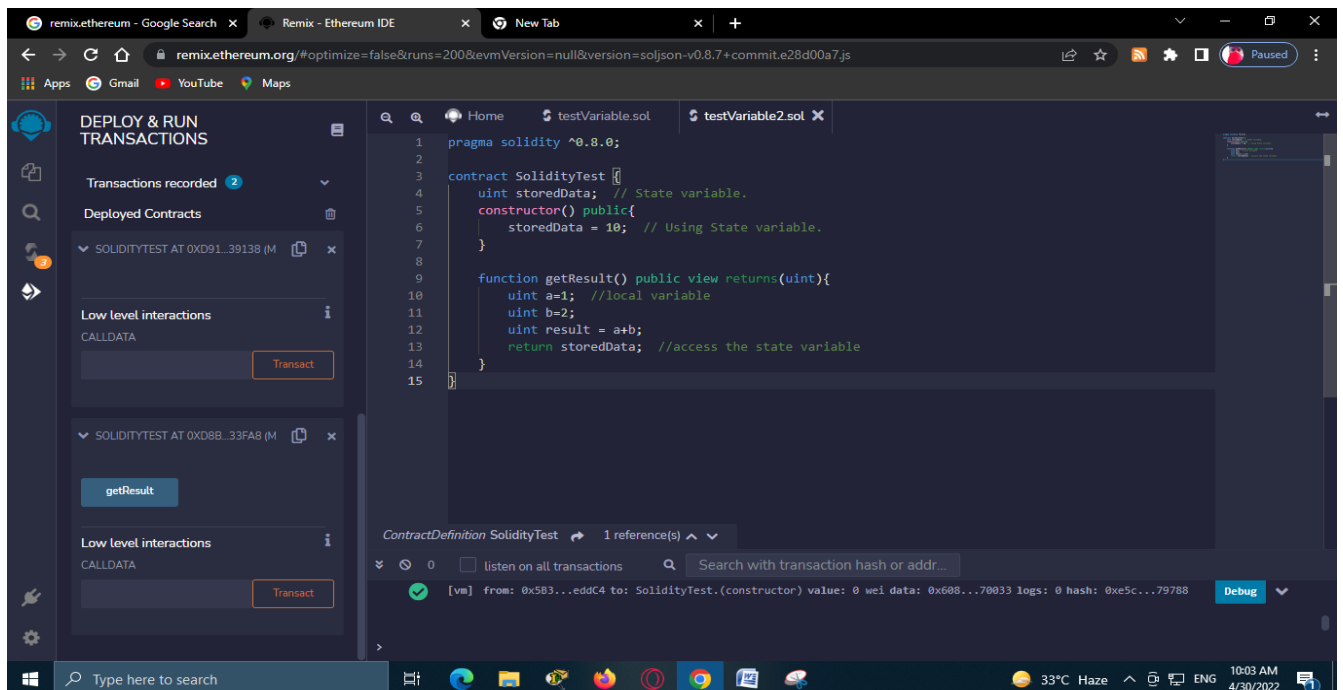 remix.ethereum - Google Search
Remix - Ethereum IDE
New Tab
remix.ethereum.org/#optimize=false&runs=200&evmVersion=null&version=soljson-v0.8.7+commit.e28d00a7.js
Paused
Apps Gmail YouTube Maps
DEPLOY & RUN
TRANSACTIONS
Transactions recorded 2
Deployed Contracts
SOLIDITYTEST AT 0XD91...39138 (M
Low level interactions
CALLDATA
Transact
SOLIDITYTEST AT 0XD8B...33FA8 (M
getResult
Low level interactions
CALLDATA
Transact
3
Home testVariable.sol testVariable2.sol
1 pragma solidity ^0.8.0;
2
3 contract SolidityTest {
4 uint storedData; // State variable.
5 constructor() public{
6 storedData = 10; // Using State variable.
7 }
8
9 function getResult() public view returns(uint){
10 uint a=1; //local variable
11 uint b=2;
12 uint result = a+b;
13 return storedData; //access the state variable
14 }
15 }
ContractDefinition SolidityTest 1 reference(s)
0 listen on all transactions Search with transaction hash or addr...
[vm] from: 0x5B3...eddC4 to: SolidityTest.(constructor) value: 0 wei data: 0x608...70033 logs: 0 hash: 0xe5c...79788 Debug
>
Type here to search
33°C Haze ENG
10:03 AM
4/30/2022